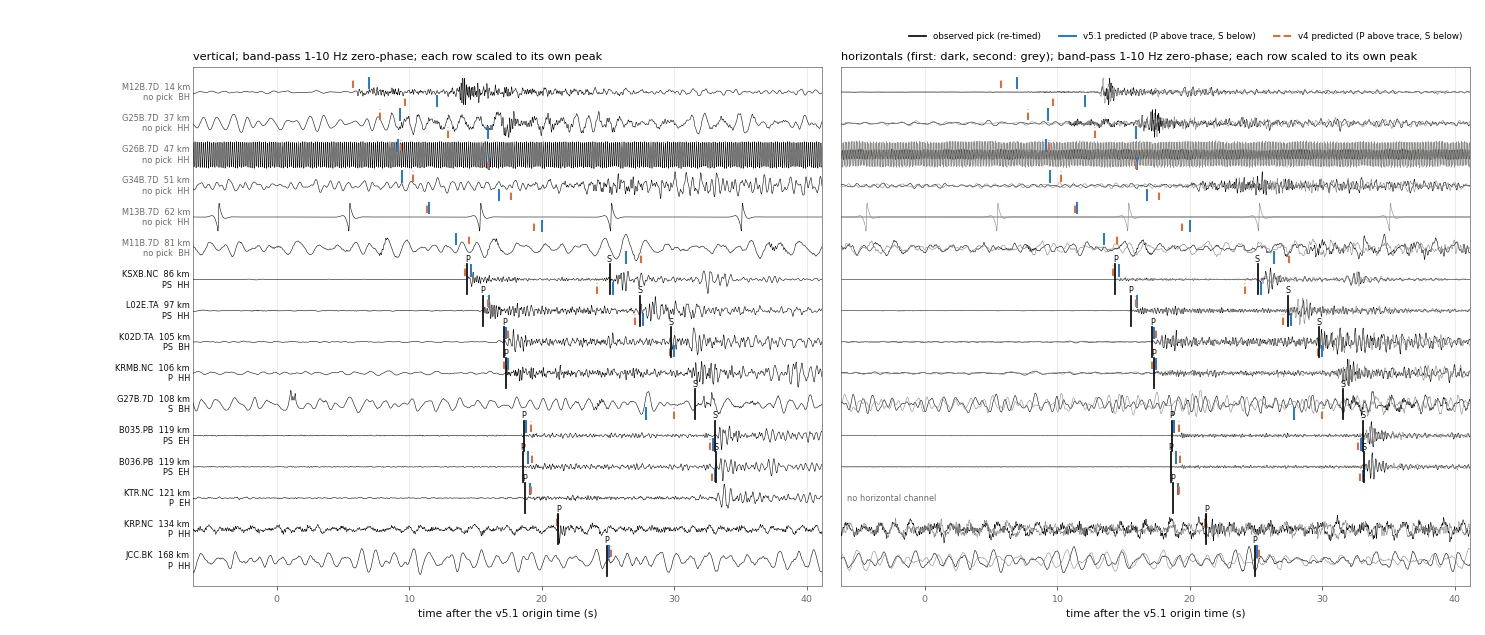 observed pick (re-timed)
v5.1 predicted (P above trace, S below)
v4 predicted (P above trace, S below)
vertical; band-pass 1-10 Hz zero-phase; each row scaled to its own peak
horizontals (first: dark, second: grey); band-pass 1-10 Hz zero-phase; each row scaled to its own peak
M12B.7D 14 km
no pick BH
G25B.7D 37 km
no pick HH
G26B.7D 47 km
no pick HH
G34B.7D 51 km
no pick HH
M13B.7D 62 km
no pick HH
M11B.7D 81 km
no pick BH
KSXB.NC 86 km
PS HH
P
S
P
S
L02E.TA 97 km
PS HH
P
S
P
S
K02D.TA 105 km
PS BH
P
S
P
S
KRMB.NC 106 km
P HH
P
P
G27B.7D 108 km
S BH
S
S
B035.PB 119 km
PS EH
P
S
P
S
B036.PB 119 km
PS EH
P
S
P
S
KTR.NC 121 km
P EH
P
P
no horizontal channel
KRP.NC 134 km
P HH
P
P
JCC.BK 168 km
P HH
P
P
0 10 20 30 40
0 10 20 30 40
time after the v5.1 origin time (s)
time after the v5.1 origin time (s)